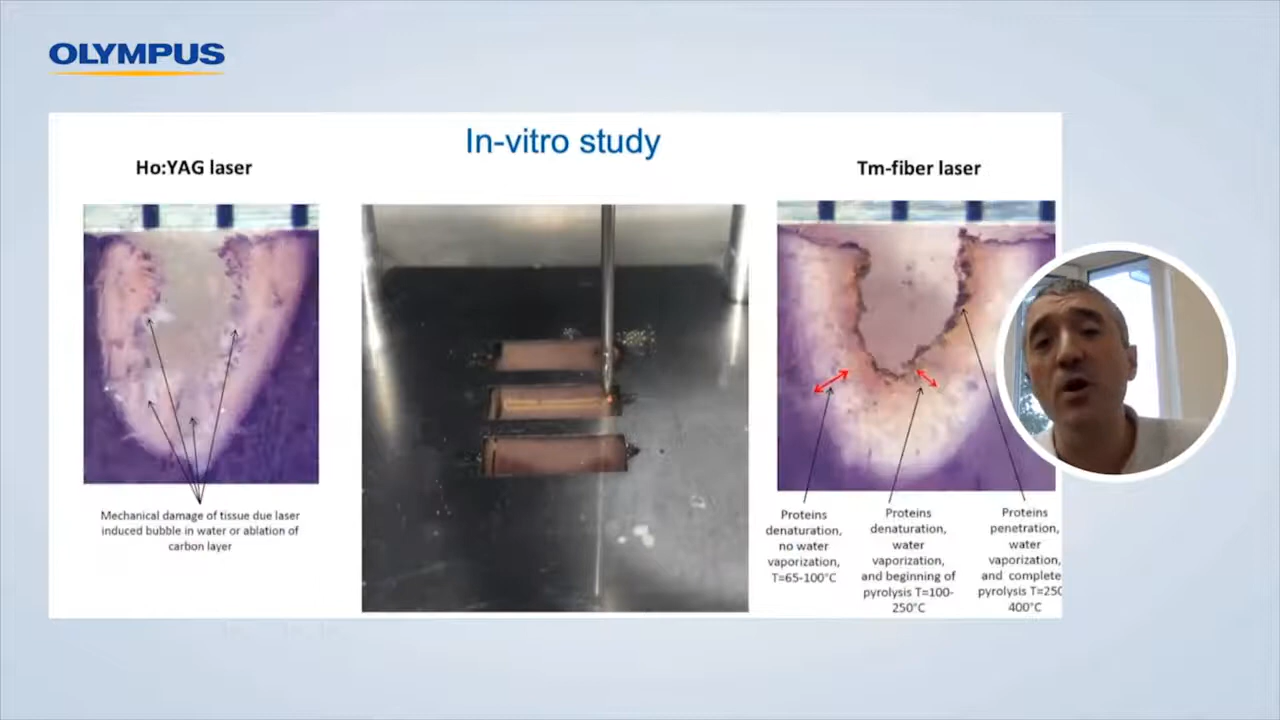 OLYMPUS
In-vitro study
Ho:YAG laser
Tm-fiber laser
Mechanical damage of tissue due laser
induced bubble in water or ablation of
carbon layer
Proteins
denaturation,
no water
vaporization,
T=65-100°C
Proteins
denaturation,
water
vaporization,
and beginning of
pyrolysis T=100-
250°C
Proteins
penetration,
water
vaporization,
and complete
pyrolysis T=250
400°C